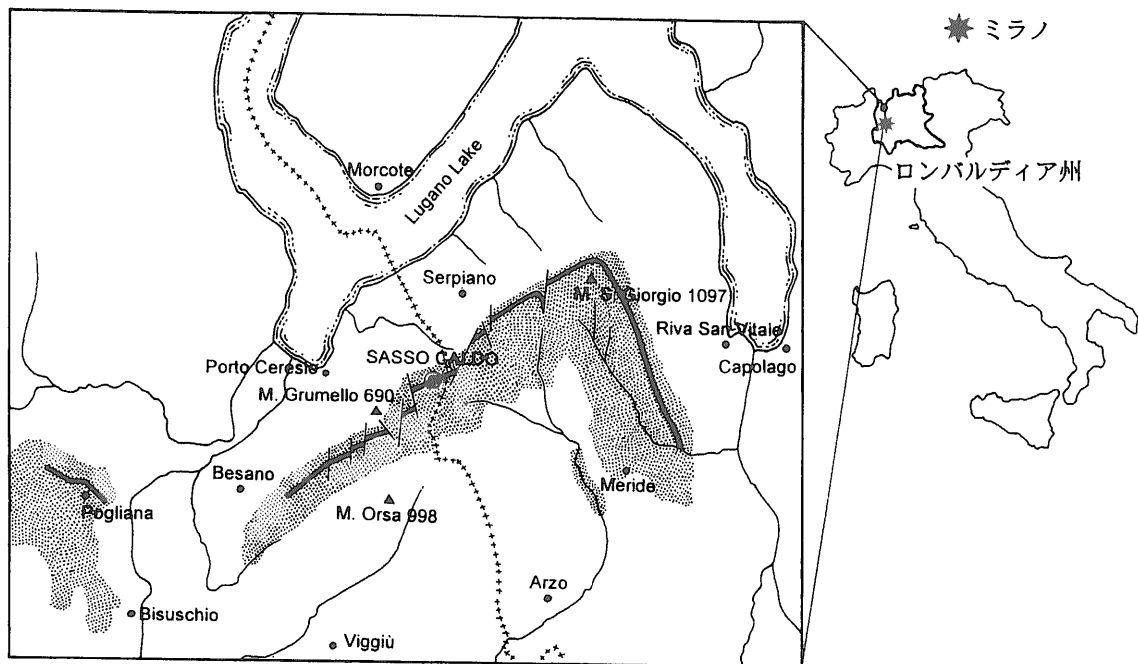 ミラノ
ロンバルディア州
Morcote
Lugano Lake
Serpiano
M. S. Giorgio 1097
Riva San Vitale
Capolago
SASSO CALDO
Porto Ceresio
M. Grumello 690
Besano
Pogliana
M. Orsa 998
Meride
Arzo
Bisuschio
Viggiù